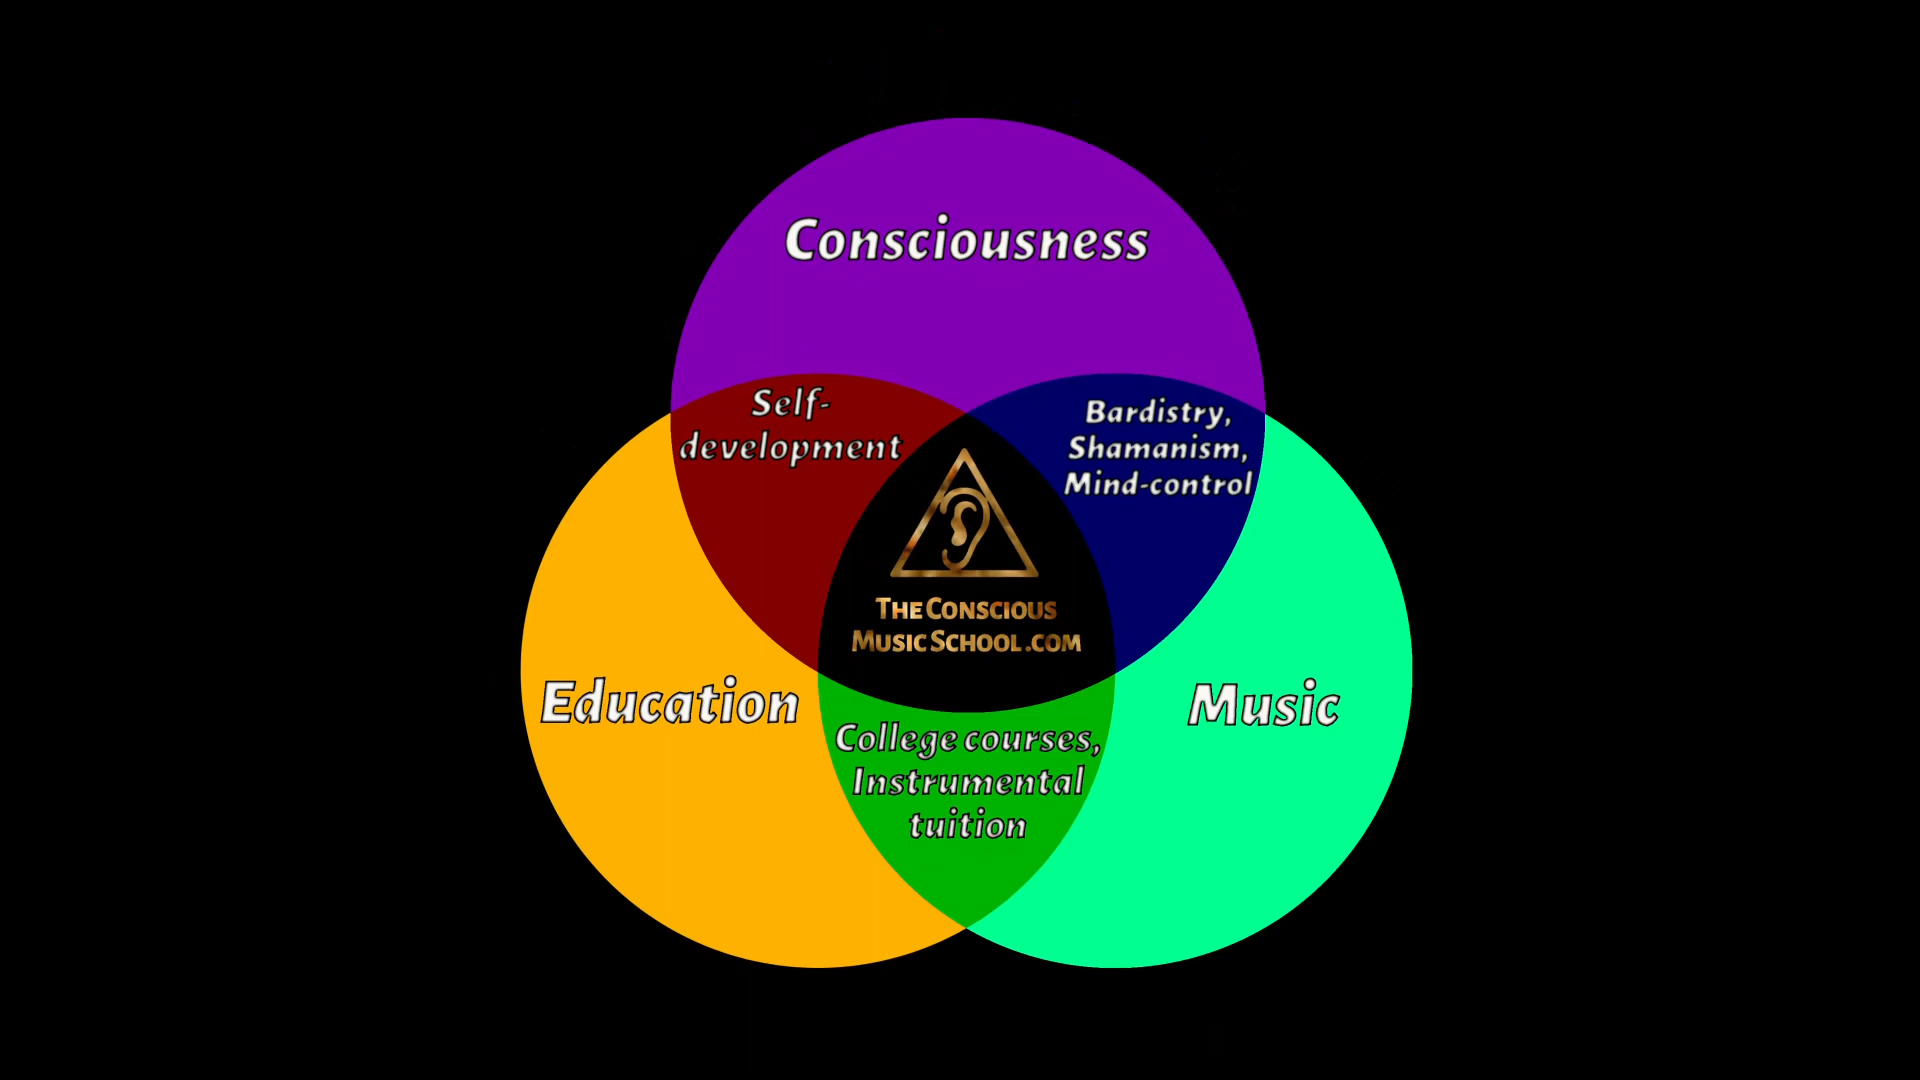 Consciousness
Self-
development
Bardistry,
Shamanism,
Mind-control
The Conscious
Music School.com
Education
Music
College courses,
Instrumental
tuition